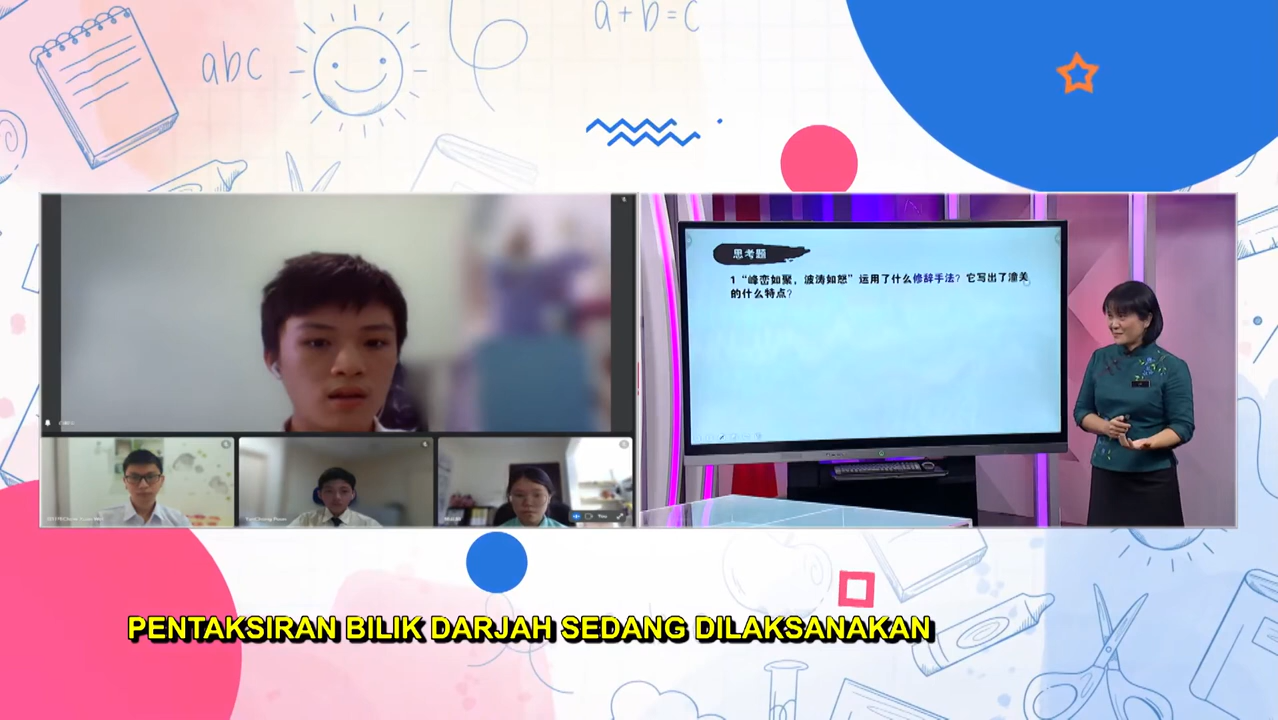 abc
a+b=c
思考题
1 “峰峦如聚，波涛如怒”运用了什么修辞手法？它写出了潼关
的什么特点？
PENTAKSIRAN BILIK DARJAH SEDANG DILAKSANAKAN